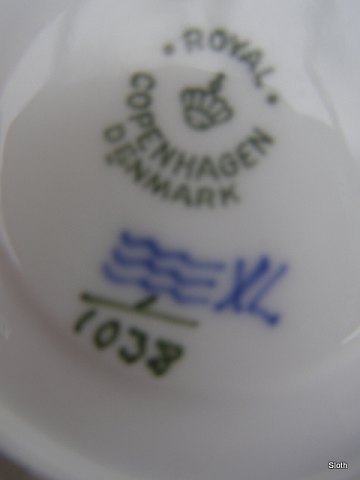 ROYAL
COPENHAGEN
DENMARK
XL.
1
1038
Sloth